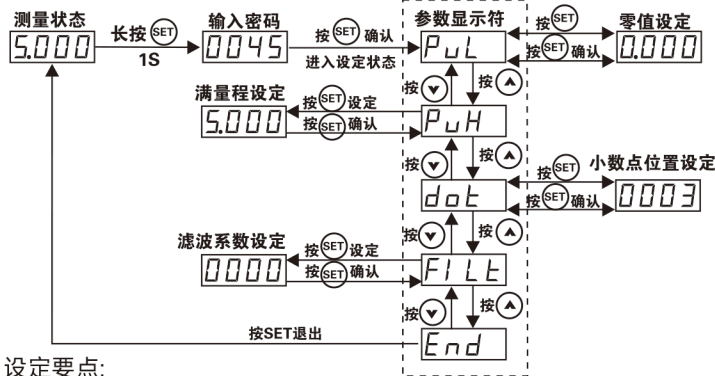 测量状态
5.000
长按 SET
1S
输入密码
0045
按 SET 确认
进入设定状态
参数显示符
PuL
按 SET
按 SET 确认
零值设定
0.000
按
按
满量程设定
5.000
按 SET 设定
按 SET 确认
PuH
按
按
dot
按 SET
按 SET 确认
小数点位置设定
0003
按
按
滤波系数设定
0000
按 SET 设定
按 SET 确认
FILt
按
按
按SET退出
End
设定要点: